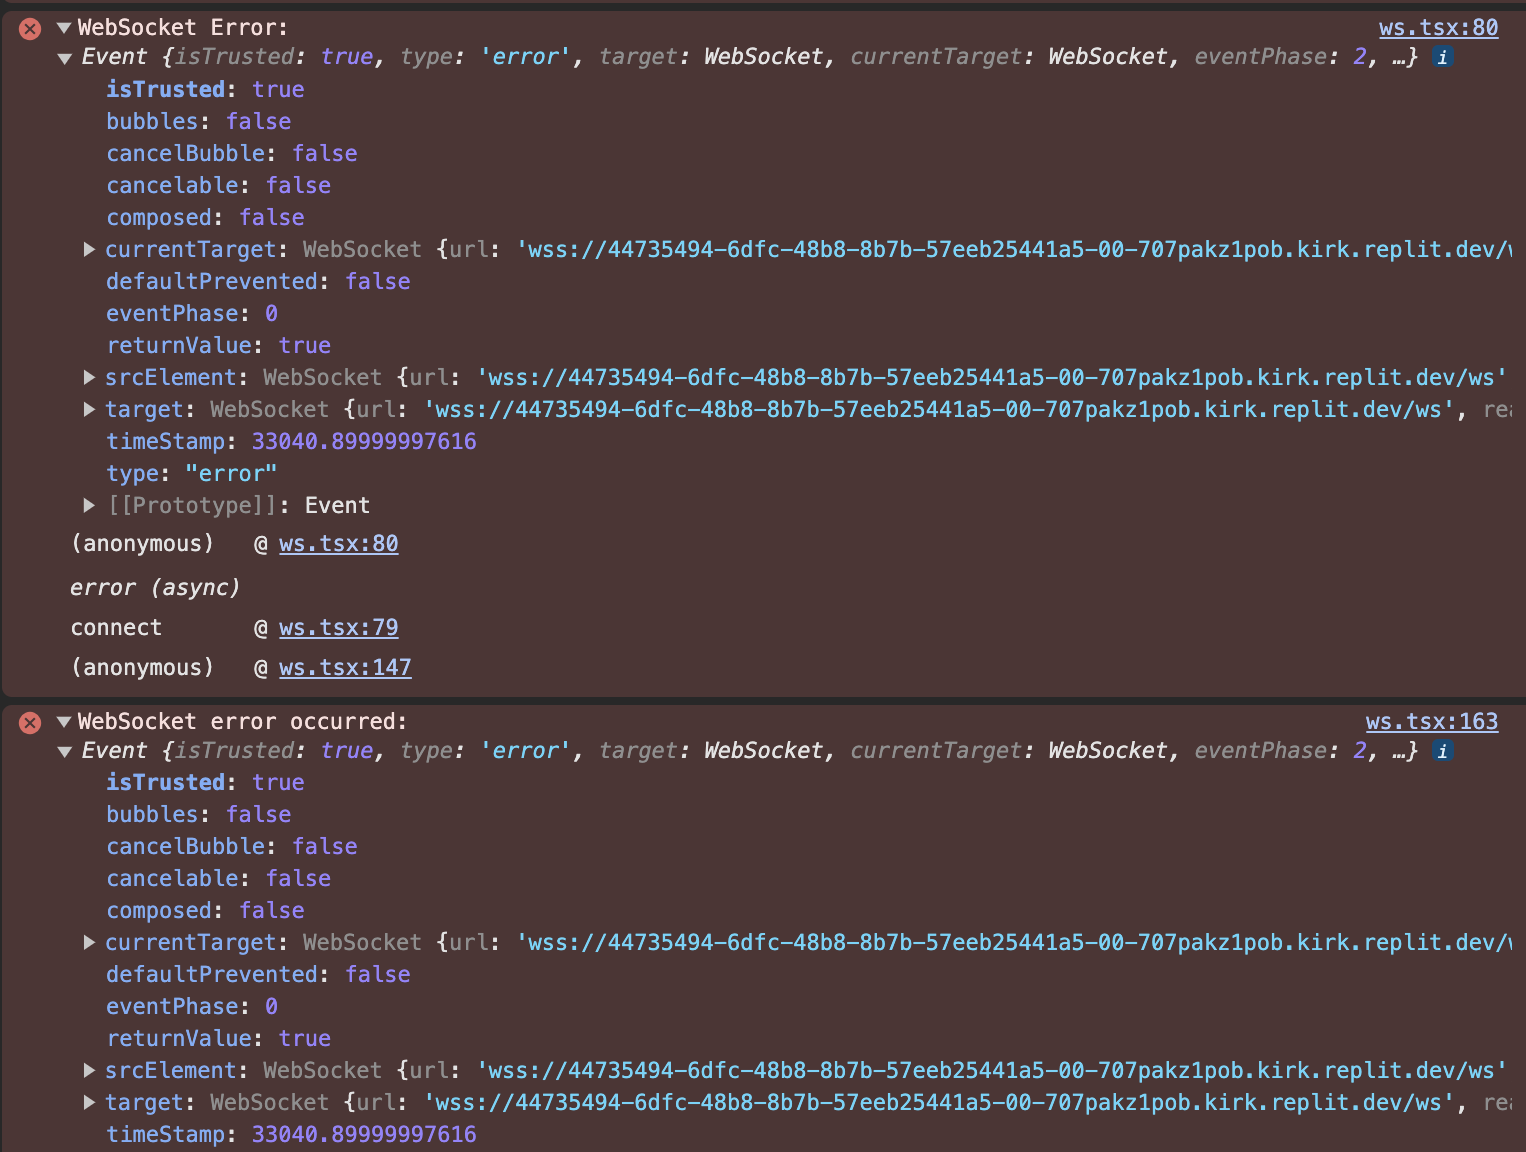 WebSocket Error: ws.tsx:80
Event {isTrusted: true, type: 'error', target: WebSocket, currentTarget: WebSocket, eventPhase: 2, …} i
isTrusted: true
bubbles: false
cancelBubble: false
cancelable: false
composed: false
currentTarget: WebSocket {url: 'wss://44735494-6dfc-48b8-8b7b-57eeb25441a5-00-707pakz1pob.kirk.replit.dev/
defaultPrevented: false
eventPhase: 0
returnValue: true
srcElement: WebSocket {url: 'wss://44735494-6dfc-48b8-8b7b-57eeb25441a5-00-707pakz1pob.kirk.replit.dev/ws'
target: WebSocket {url: 'wss://44735494-6dfc-48b8-8b7b-57eeb25441a5-00-707pakz1pob.kirk.replit.dev/ws', rea
timeStamp: 33040.89999997616
type: "error"
[[Prototype]]: Event
(anonymous) @ ws.tsx:80
error (async)
connect @ ws.tsx:79
(anonymous) @ ws.tsx:147
WebSocket error occurred: ws.tsx:163
Event {isTrusted: true, type: 'error', target: WebSocket, currentTarget: WebSocket, eventPhase: 2, …} i
isTrusted: true
bubbles: false
cancelBubble: false
cancelable: false
composed: false
currentTarget: WebSocket {url: 'wss://44735494-6dfc-48b8-8b7b-57eeb25441a5-00-707pakz1pob.kirk.replit.dev/
defaultPrevented: false
eventPhase: 0
returnValue: true
srcElement: WebSocket {url: 'wss://44735494-6dfc-48b8-8b7b-57eeb25441a5-00-707pakz1pob.kirk.replit.dev/ws'
target: WebSocket {url: 'wss://44735494-6dfc-48b8-8b7b-57eeb25441a5-00-707pakz1pob.kirk.replit.dev/ws', rea
timeStamp: 33040.89999997616